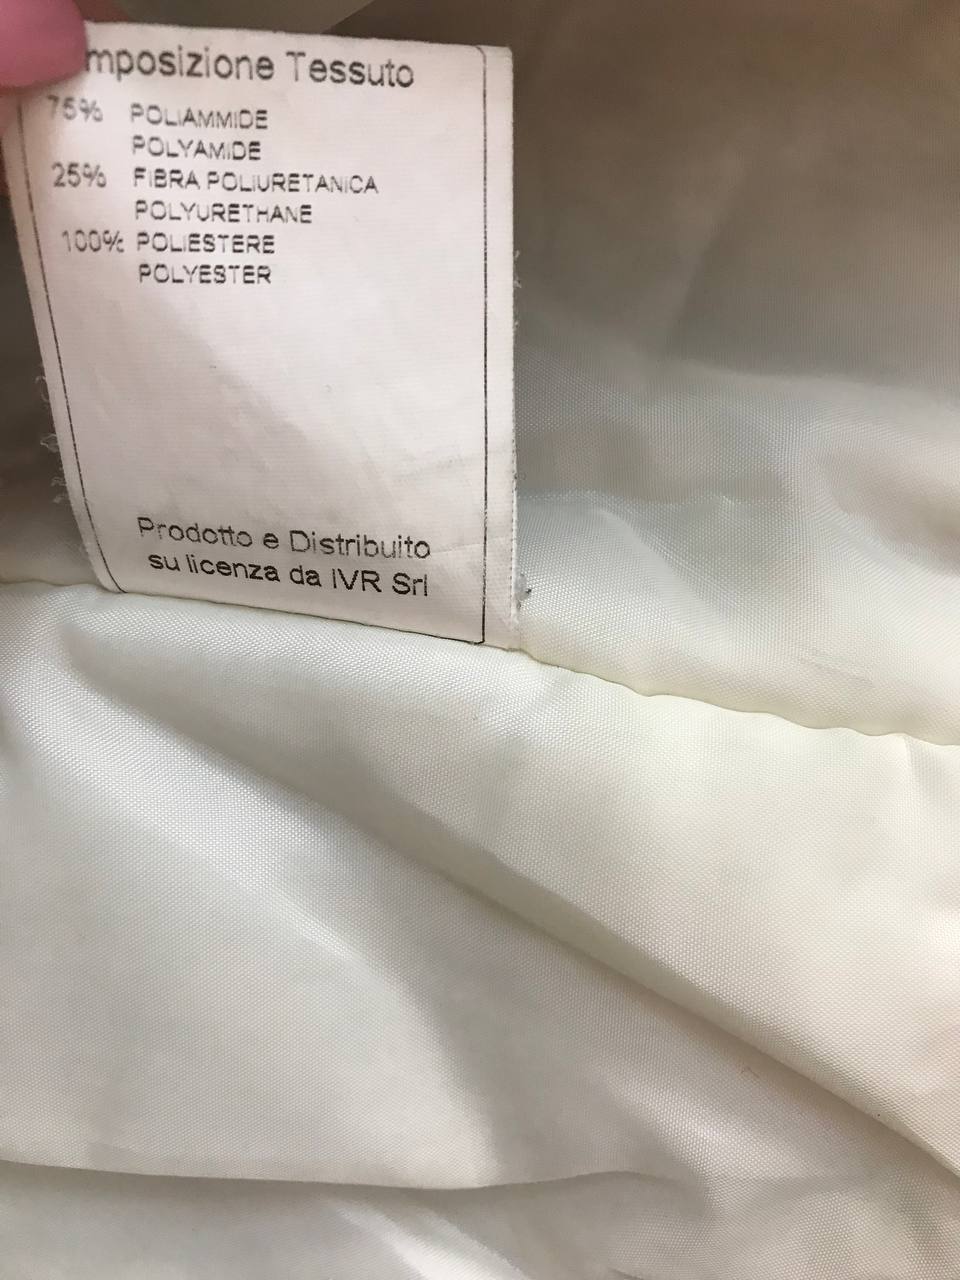 mposizione Tessuto
75% POLIAMMIDE
POLYAMIDE
25% FIBRA POLIURETANICA
POLYURETHANE
100% POLIESTERE
POLYESTER
Prodotto e Distribuito
su licenza da IVR Srl